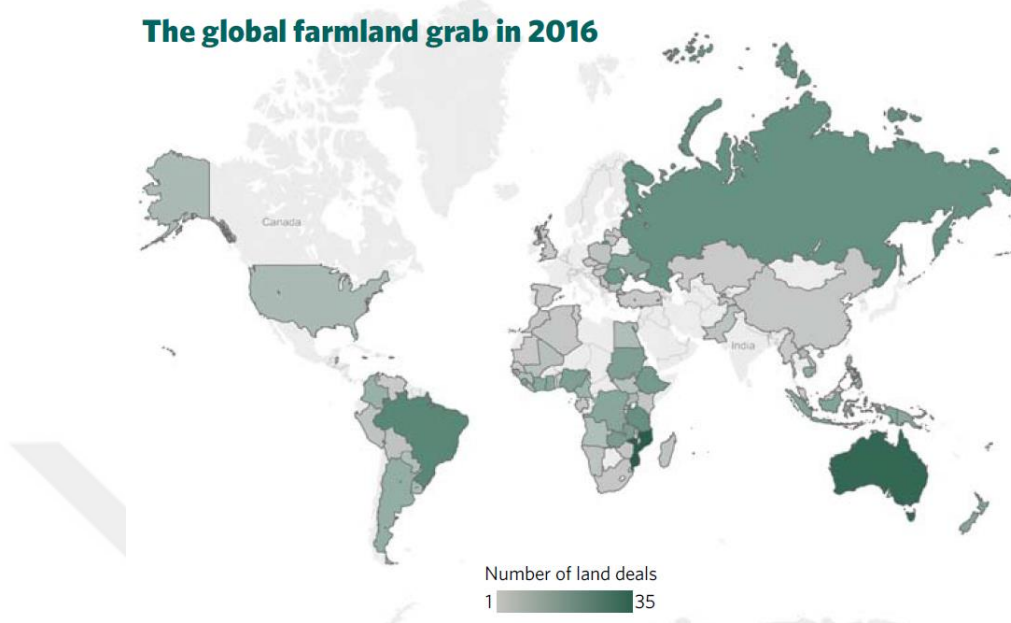 The global farmland grab in 2016
Canada
India
Number of land deals
1 35